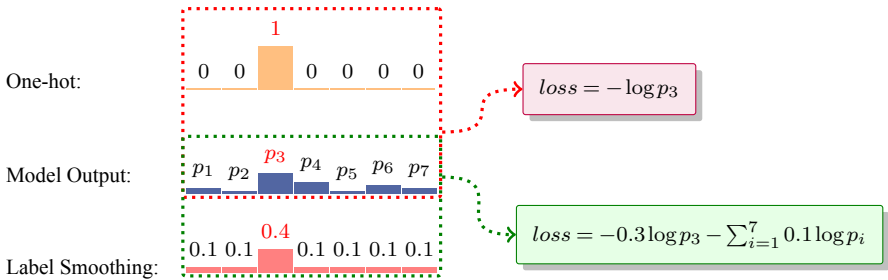 1
One-hot: 0 0 0 0 0 0
loss = −log p₃
Model Output: p₁ p₂ p₃ p₄ p₅ p₆ p₇
0.4
loss = −0.3 log p₃ − ∑⁷ᵢ₌₁ 0.1 log pᵢ
Label Smoothing: 0.1 0.1 0.1 0.1 0.1 0.1